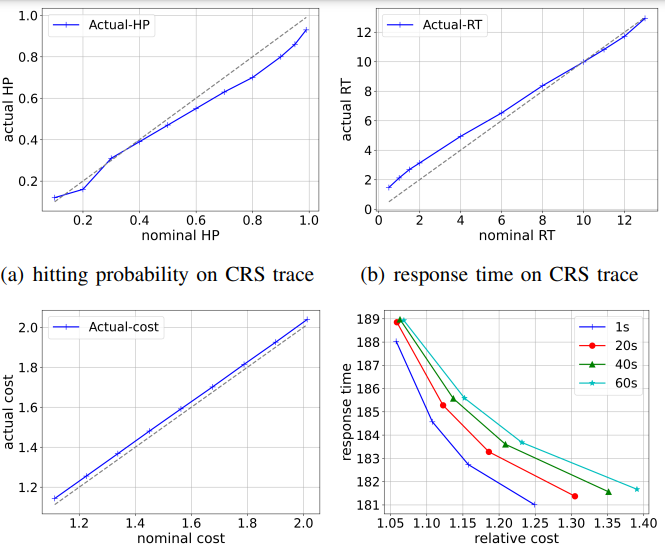 Actual-HP
actual HP
1.0
0.8
0.6
0.4
0.2
0.2 0.4 0.6 0.8 1.0
nominal HP
(a) hitting probability on CRS trace
Actual-RT
actual RT
12
10
8
6
4
2
0
0 2 4 6 8 10 12
nominal RT
(b) response time on CRS trace
Actual-cost
actual cost
2.0
1.8
1.6
1.4
1.2
1.2 1.4 1.6 1.8 2.0
nominal cost
1s
20s
40s
60s
response time
189
188
187
186
185
184
183
182
181
1.05 1.10 1.15 1.20 1.25 1.30 1.35 1.40
relative cost